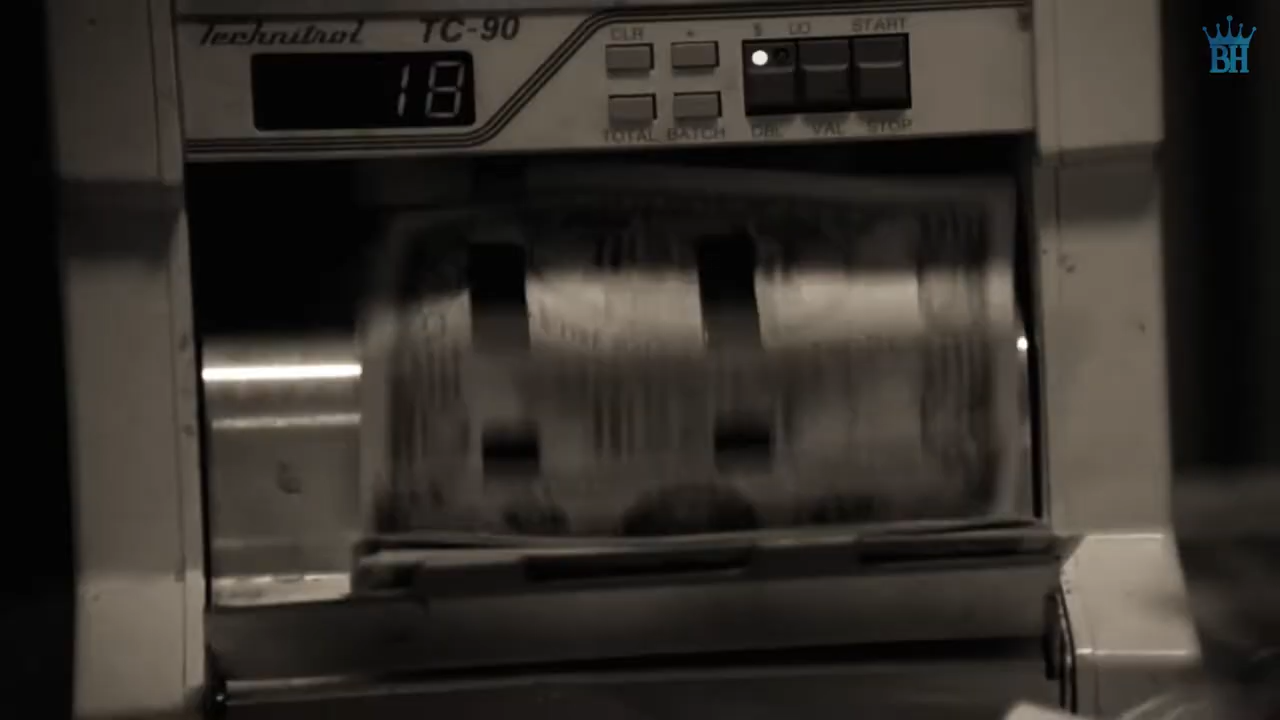 Technitrol TC-90
18
CLR + $ START
TOTAL BATCH DBL VAL STOP
BH